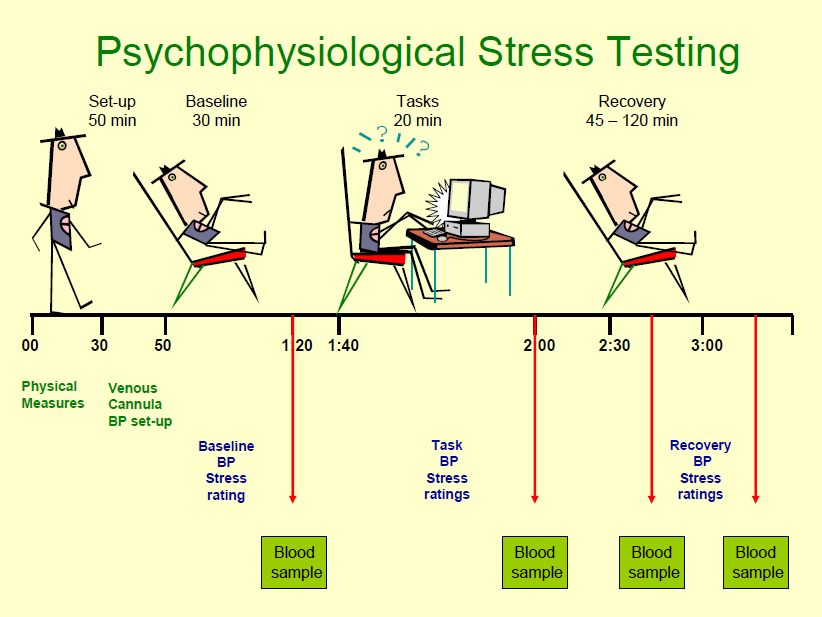 Psychophysiological Stress Testing
Set-up
50 min
Baseline
30 min
Tasks
20 min
Recovery
45 – 120 min
? ?
00 30 50 1:20 1:40 2:00 2:30 3:00
Physical
Measures
Venous
Cannula
BP set-up
Baseline
BP
Stress
rating
Task
BP
Stress
ratings
Recovery
BP
Stress
ratings
Blood
sample
Blood
sample
Blood
sample
Blood
sample